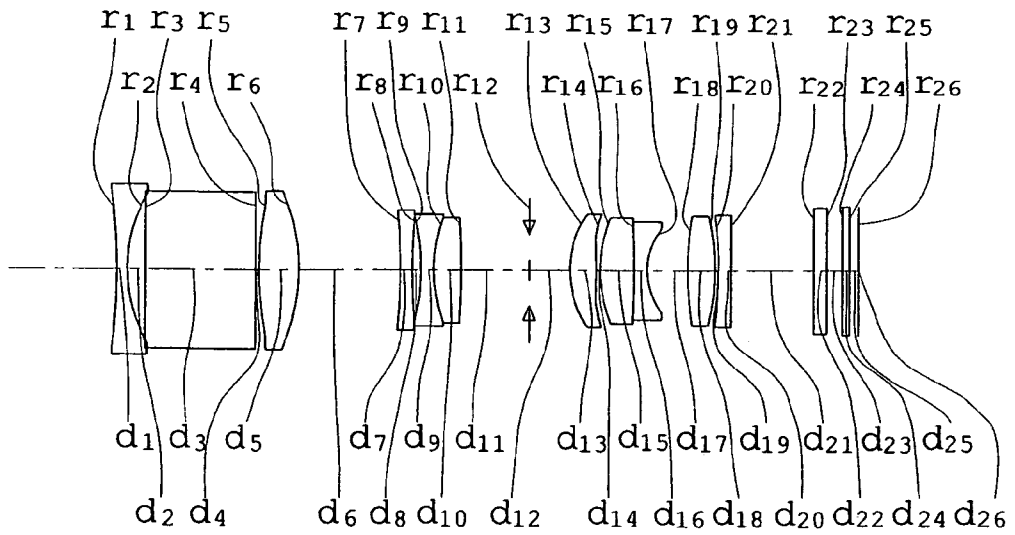 r1 r3 r5 r7 r9 r11 r13 r15 r17 r19 r21 r23 r25
r2 r4 r6 r8 r10 r12 r14 r16 r18 r20 r22 r24 r26
d1 d3 d5 d7 d9 d11 d13 d15 d17 d19 d21 d23 d25
d2 d4 d6 d8 d10 d12 d14 d16 d18 d20 d22 d24 d26